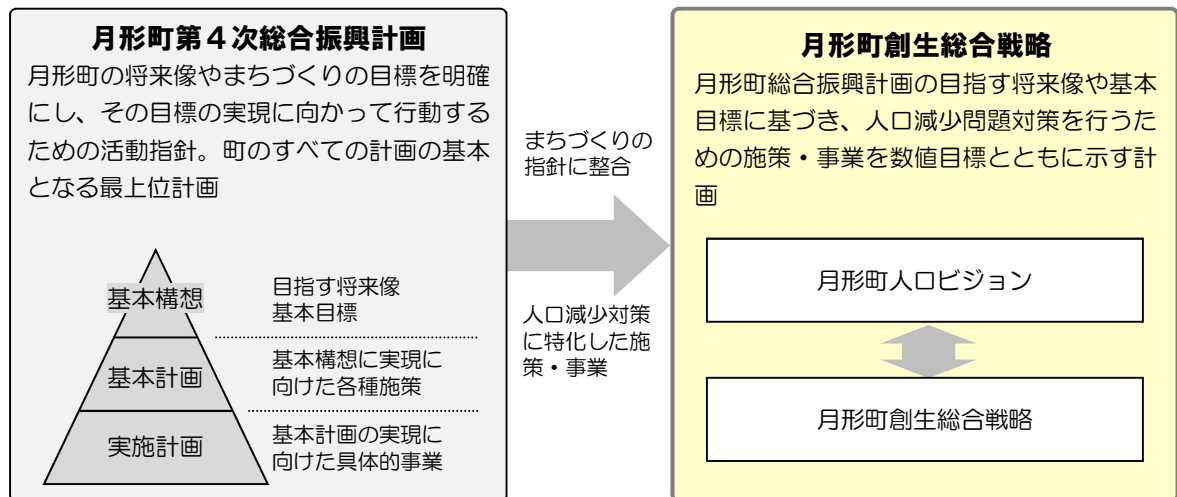 月形町第４次総合振興計画
月形町の将来像やまちづくりの目標を明確
にし、その目標の実現に向かって行動する
ための活動指針。町のすべての計画の基本
となる最上位計画
基本構想
目指す将来像
基本目標
基本計画
基本構想に実現に
向けた各種施策
実施計画
基本計画の実現に
向けた具体的事業
まちづくりの
指針に整合
人口減少対策
に特化した施
策・事業
月形町創生総合戦略
月形町総合振興計画の目指す将来像や基本
目標に基づき、人口減少問題対策を行うた
めの施策・事業を数値目標とともに示す計
画
月形町人口ビジョン
月形町創生総合戦略